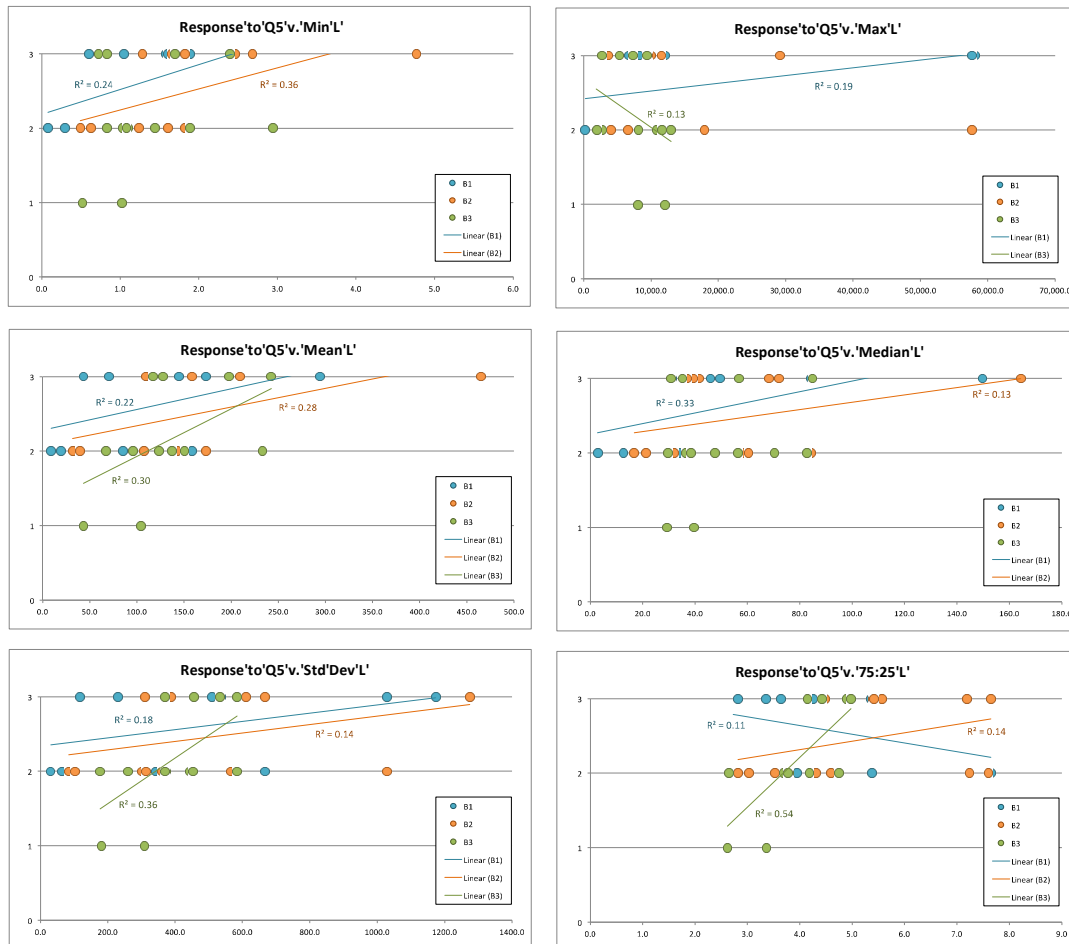 Response'to'Q5'v.'Min'L'
3
R² = 0.24
R² = 0.36
2
B1
B2
1
B3
Linear (B1)
Linear (B2)
0
0.0 1.0 2.0 3.0 4.0 5.0 6.0
Response'to'Q5'v.'Max'L'
3
R² = 0.19
R² = 0.13
2
B1
B2
1
B3
Linear (B1)
Linear (B3)
0
0.0 10,000.0 20,000.0 30,000.0 40,000.0 50,000.0 60,000.0 70,000.0
Response'to'Q5'v.'Mean'L'
3
R² = 0.22
R² = 0.28
2
R² = 0.30
B1
B2
1
B3
Linear (B1)
Linear (B2)
Linear (B3)
0
0.0 50.0 100.0 150.0 200.0 250.0 300.0 350.0 400.0 450.0 500.0
Response'to'Q5'v.'Median'L'
3
R² = 0.33
R² = 0.13
2
B1
B2
1
B3
Linear (B1)
Linear (B2)
0
0.0 20.0 40.0 60.0 80.0 100.0 120.0 140.0 160.0 180.0
Response'to'Q5'v.'Std'Dev'L'
3
R² = 0.18
R² = 0.14
2
R² = 0.36
B1
B2
1
B3
Linear (B1)
Linear (B2)
Linear (B3)
0
0.0 200.0 400.0 600.0 800.0 1000.0 1200.0 1400.0
Response'to'Q5'v.'75:25'L'
3
R² = 0.11
R² = 0.14
2
R² = 0.54
B1
B2
1
B3
Linear (B1)
Linear (B2)
Linear (B3)
0
0.0 1.0 2.0 3.0 4.0 5.0 6.0 7.0 8.0 9.0